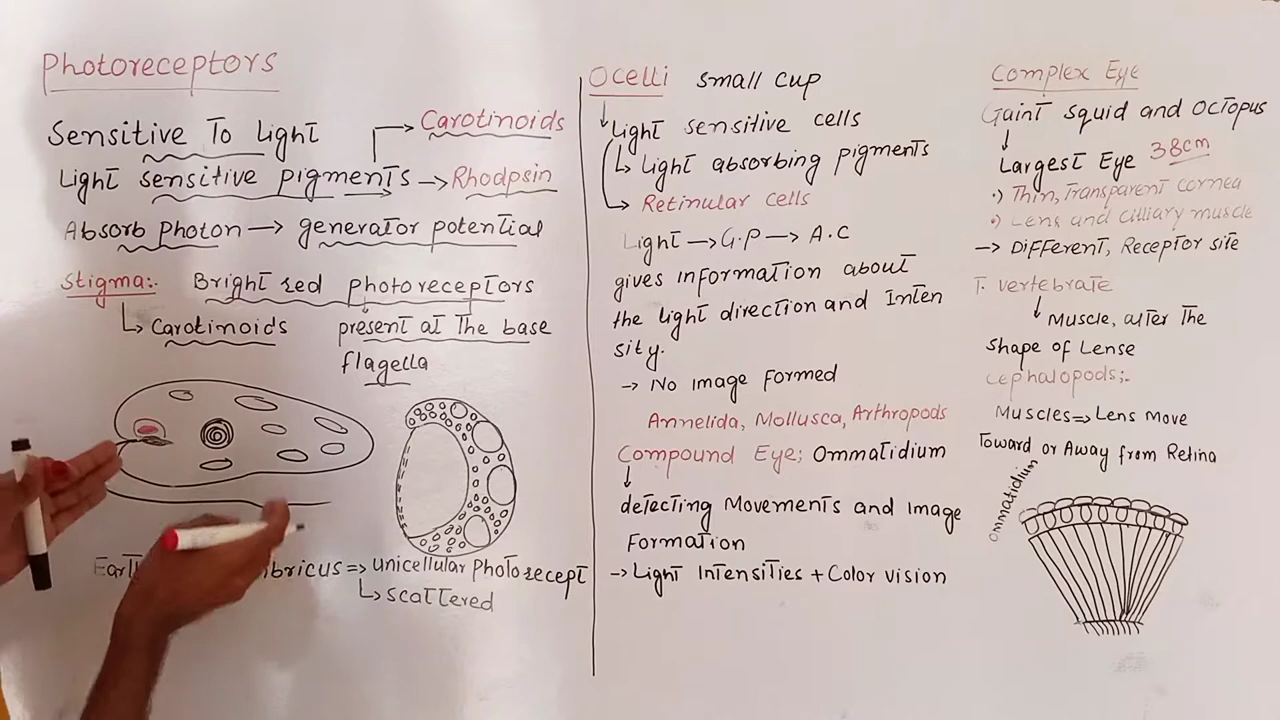 Photoreceptors
Sensitive To Light
Carotinoids
Light sensitive pigments → Rhodpsin
Absorb Photon → generator potential
Stigma:. Bright red photoreceptors
Carotinoids
present at the base
flagella
⇒ unicellular photorecept
scattered
Ocelli small cup
Light sensitive cells
Light absorbing pigments
Retinular cells
Light → G.P → A.C
gives information about
the light direction and Inten
sity.
→ No image formed
Annelida, Mollusca, Arthropods
Compound Eye; Ommatidium
detecting Movements and image
Formation
→ Light Intensities + Color vision
Complex Eye
Gaint squid and octopus
Largest Eye 38cm
•) Thin, Transparent cornea
•) Lens and cilliary muscle
→ Different, Receptor site
T. vertebrate
Muscle, alter The
shape of Lense
cephalopods;.
Muscles ⇒ Lens move
Toward or Away from Retina
ommatidium